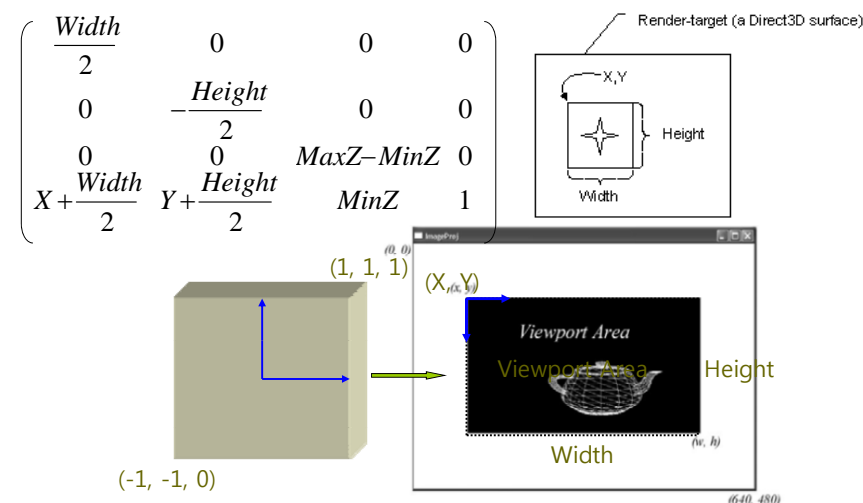 Width/2 0 0 0
0 -Height/2 0 0
0 0 MaxZ-MinZ 0
X+Width/2 Y+Height/2 MinZ 1
Render-target (a Direct3D surface)
X,Y
Height
Width
ImageProj
(0, 0)
(1, 1, 1)
(X, Y)
(x, y)
Viewport Area
Viewport Area
Height
(w, h)
Width
(-1, -1, 0)
(640, 480)